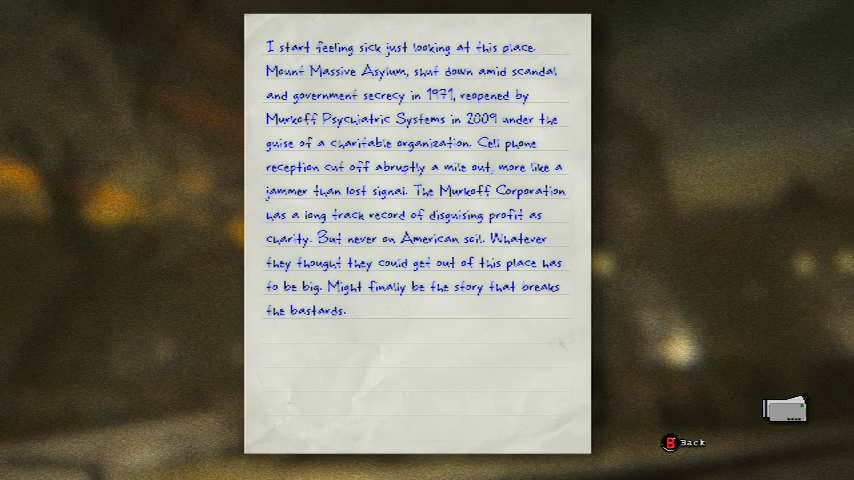 I start feeling sick just looking at this place.
Mount Massive Asylum, shut down amid scandal
and government secrecy in 1971, reopened by
Murkoff Psychiatric Systems in 2009 under the
guise of a charitable organization. Cell phone
reception cut off abruptly a mile out, more like a
jammer than lost signal. The Murkoff Corporation
has a long track record of disguising profit as
charity. But never on American soil. Whatever
they thought they could get out of this place has
to be big. Might finally be the story that breaks
the bastards.
B Back